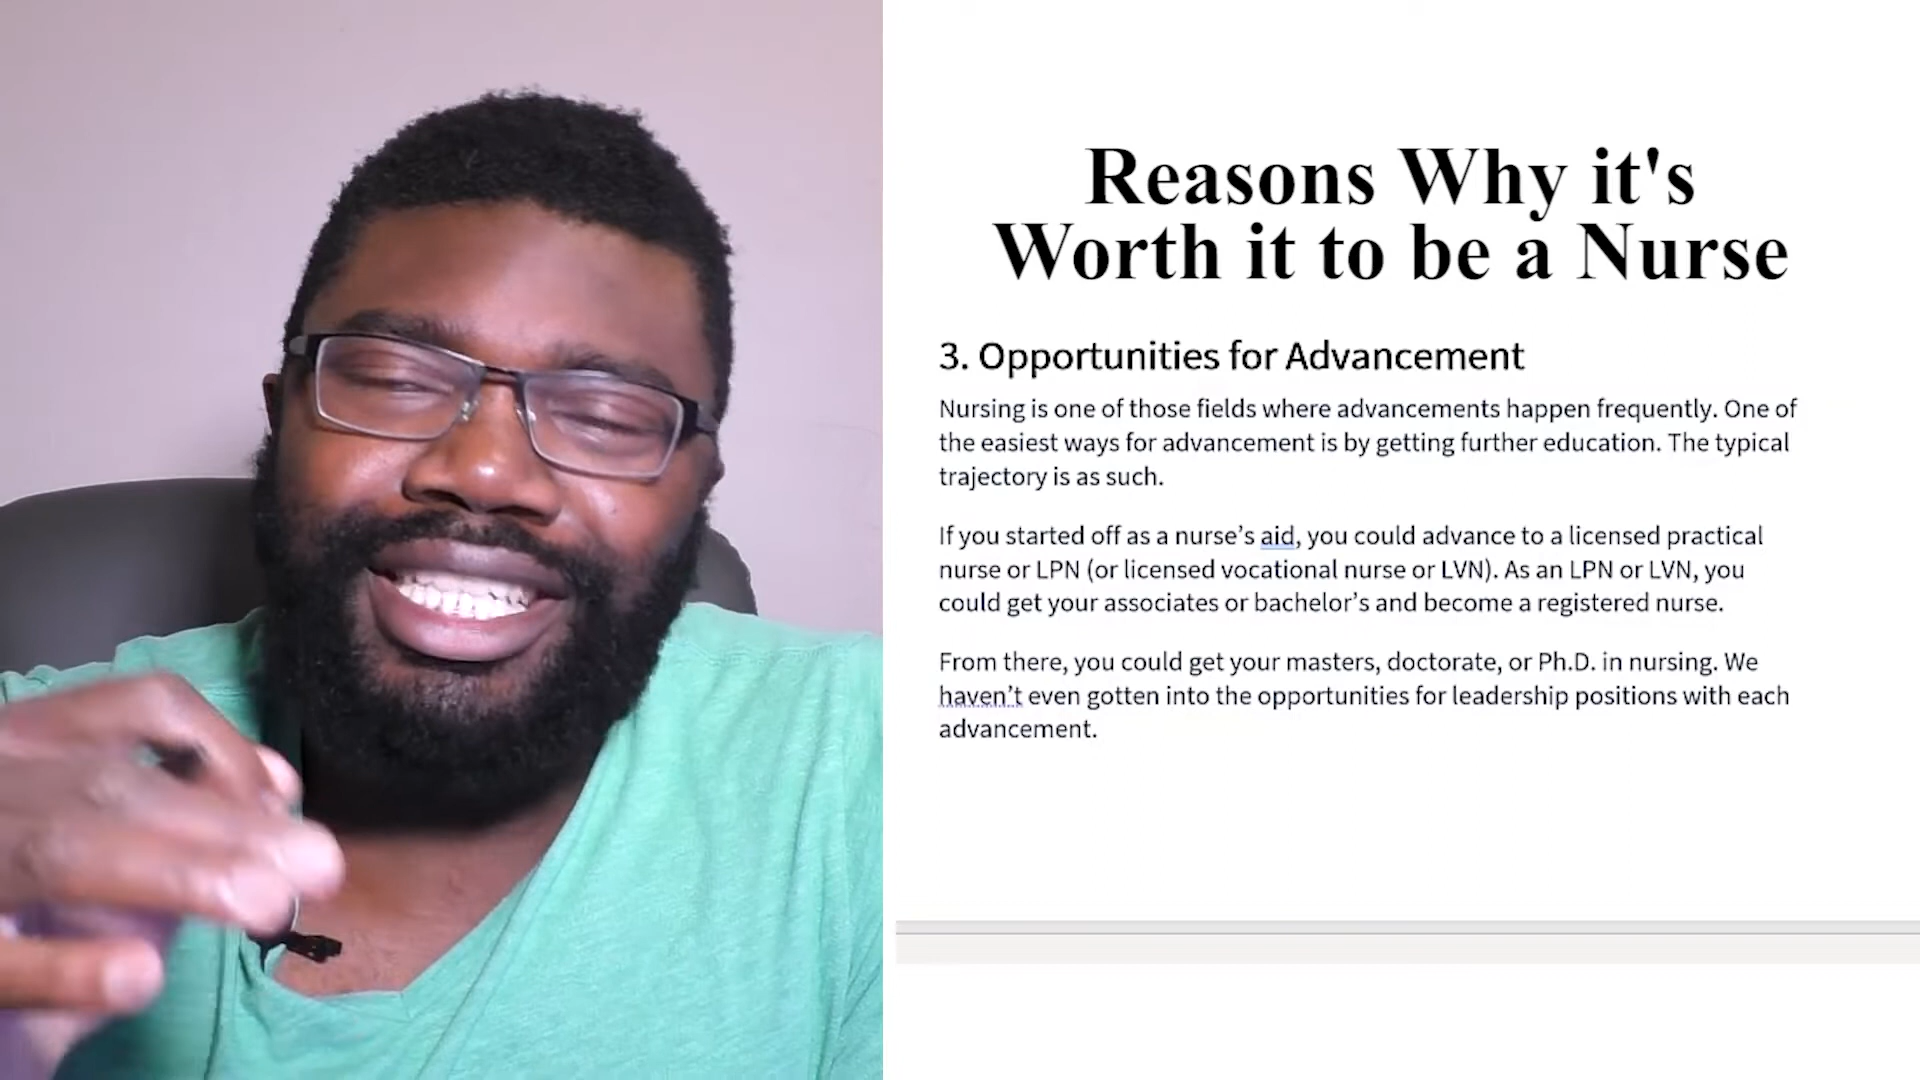 Reasons Why it's
Worth it to be a Nurse
3. Opportunities for Advancement
Nursing is one of those fields where advancements happen frequently. One of
the easiest ways for advancement is by getting further education. The typical
trajectory is as such.
If you started off as a nurse’s aid, you could advance to a licensed practical
nurse or LPN (or licensed vocational nurse or LVN). As an LPN or LVN, you
could get your associates or bachelor’s and become a registered nurse.
From there, you could get your masters, doctorate, or Ph.D. in nursing. We
haven’t even gotten into the opportunities for leadership positions with each
advancement.